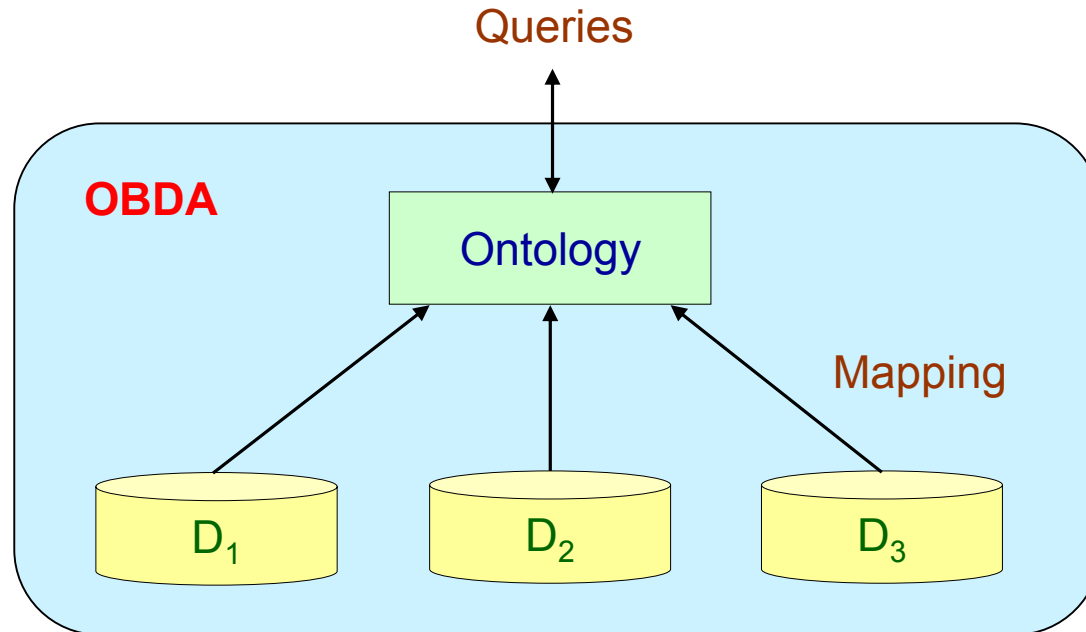 Queries
OBDA
Ontology
Mapping
D₁ D₂ D₃